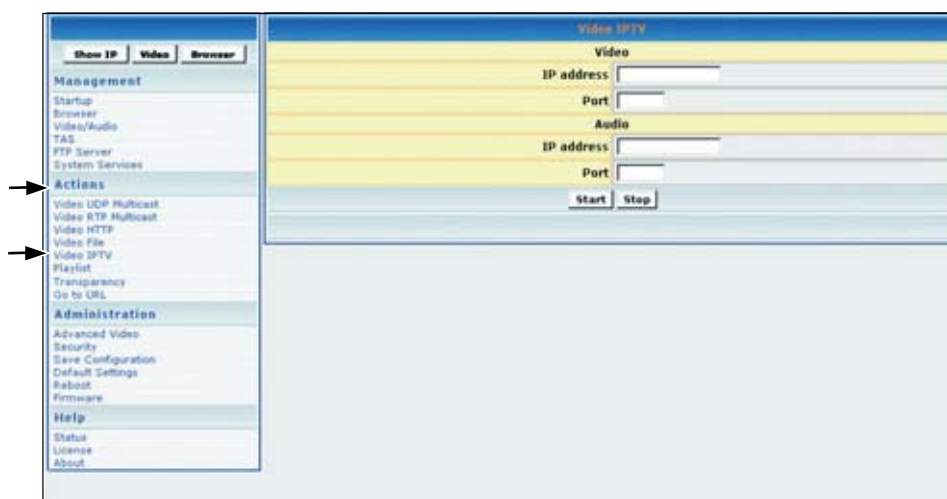 Show IP Video Browser
Management
Startup
Browser
Video/Audio
TAS
FTP Server
System Services
Actions
Video UDP Multicast
Video RTP Multicast
Video HTTP
Video File
Video IPTV
Playlist
Transparency
Go to URL
Administration
Advanced Video
Security
Save Configuration
Default Settings
Reboot
Firmware
Help
Status
License
About
Video IPTV
Video
IP address
Port
Audio
IP address
Port
Start Stop